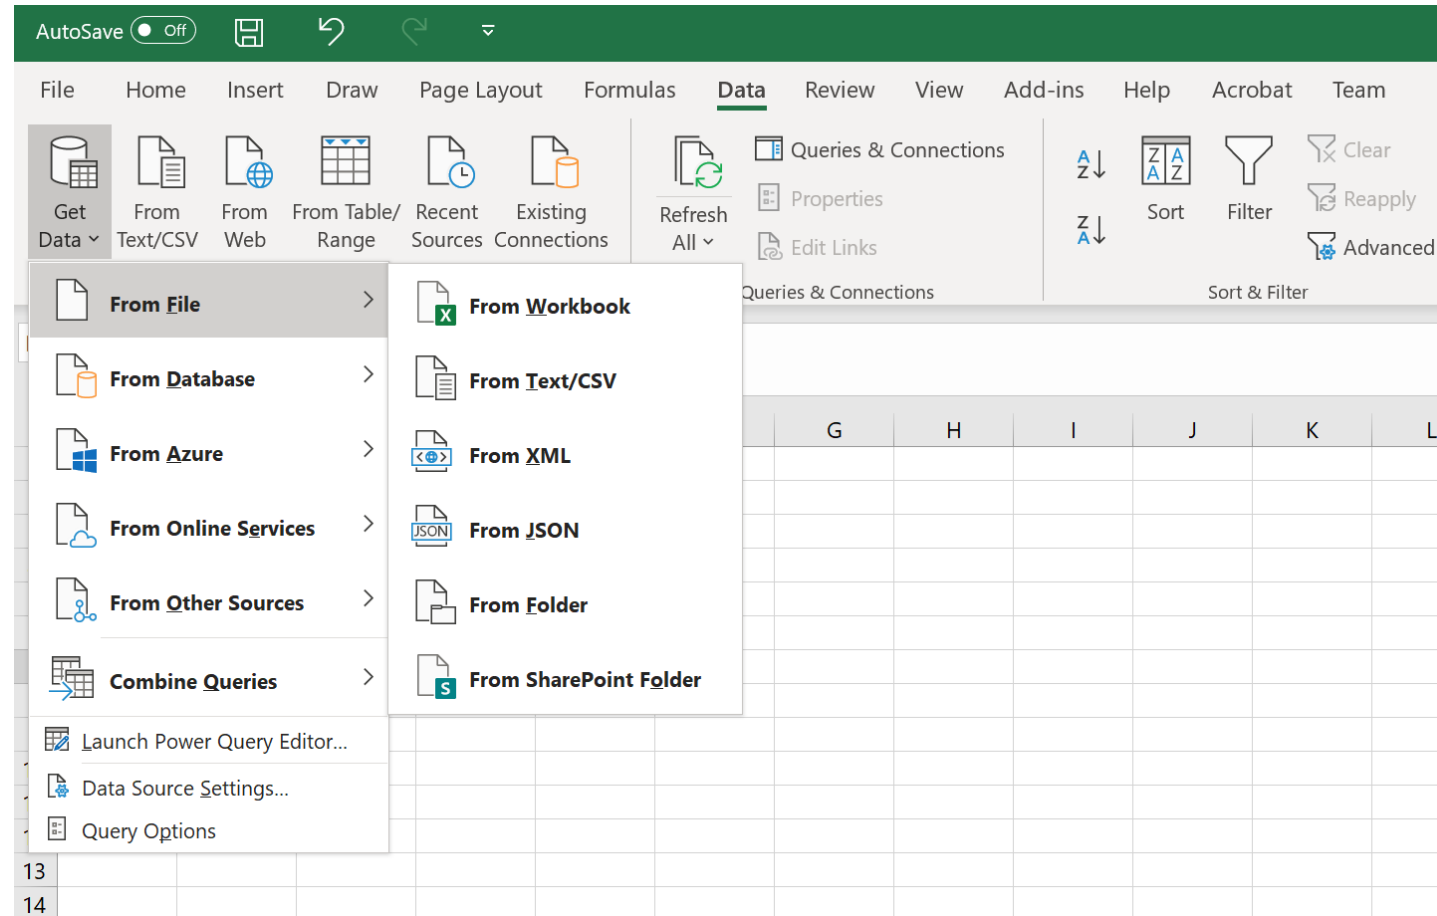 AutoSave Off
File Home Insert Draw Page Layout Formulas Data Review View Add-ins Help Acrobat Team
Get Data
From Text/CSV
From Web
From Table/ Range
Recent Sources
Existing Connections
Refresh All
Queries & Connections
Properties
Edit Links
Queries & Connections
A
Z
Z
A
Z A
A Z
Sort
Filter
Clear
Reapply
Advanced
Sort & Filter
From File
From Database
From Azure
From Online Services
From Other Sources
Combine Queries
Launch Power Query Editor...
Data Source Settings...
Query Options
X
From Workbook
From Text/CSV
From XML
JSON
From JSON
From Folder
S
From SharePoint Folder
G H I J K L
13
14